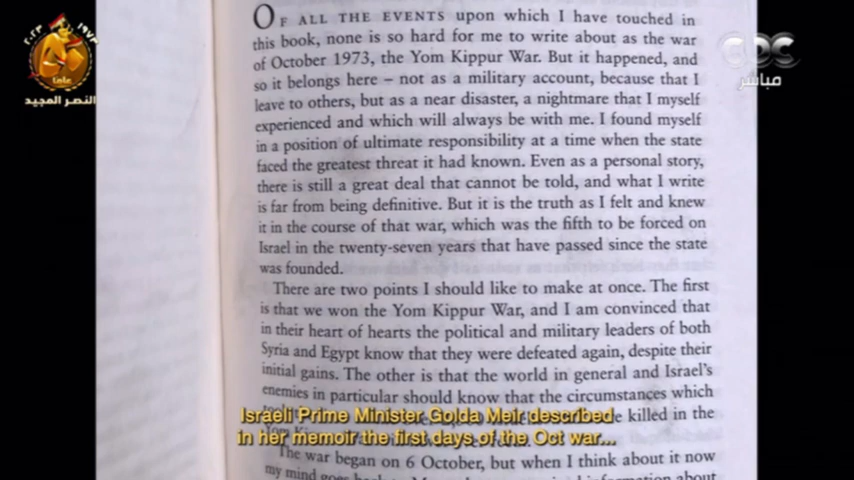 ٢٠٢٣
١٩٧٣
عاما
النصر المجيد
cbc
مباشر
OF ALL THE EVENTS upon which I have touched in
this book, none is so hard for me to write about as the war
of October 1973, the Yom Kippur War. But it happened, and
so it belongs here – not as a military account, because that I
leave to others, but as a near disaster, a nightmare that I myself
experienced and which will always be with me. I found myself
in a position of ultimate responsibility at a time when the state
faced the greatest threat it had known. Even as a personal story,
there is still a great deal that cannot be told, and what I write
is far from being definitive. But it is the truth as I felt and knew
it in the course of that war, which was the fifth to be forced on
Israel in the twenty-seven years that have passed since the state
was founded.
There are two points I should like to make at once. The first
is that we won the Yom Kippur War, and I am convinced that
in their heart of hearts the political and military leaders of both
Syria and Egypt know that they were defeated again, despite their
initial gains. The other is that the world in general and Israel's
enemies in particular should know that the circumstances which
killed in the
Israeli Prime Minister Golda Meir described
in her memoir the first days of the Oct war...
The war began on 6 October, but when I think about it now
my mind goes
information about